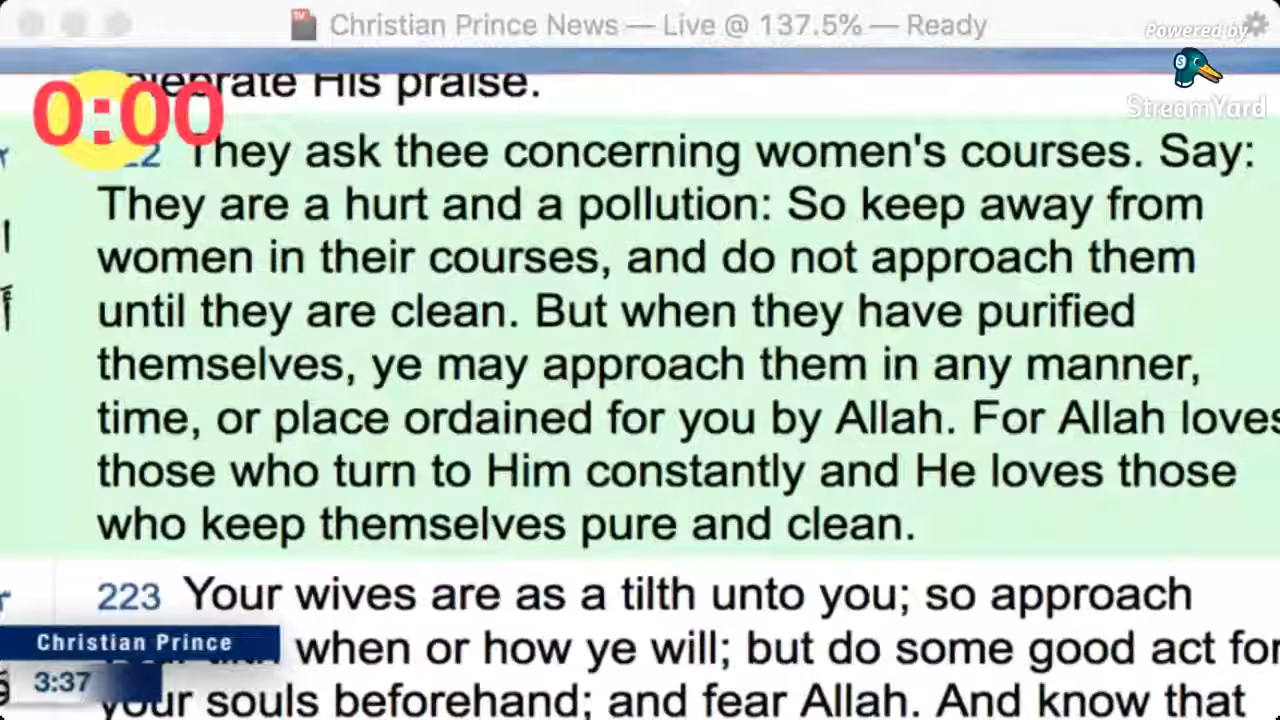 Christian Prince News — Live @ 137.5% — Ready
Powered by
StreamYard
celebrate His praise.
0:00
They ask thee concerning women's courses. Say:
They are a hurt and a pollution: So keep away from
women in their courses, and do not approach them
until they are clean. But when they have purified
themselves, ye may approach them in any manner,
time, or place ordained for you by Allah. For Allah loves
those who turn to Him constantly and He loves those
who keep themselves pure and clean.
223 Your wives are as a tilth unto you; so approach
Christian Prince
when or how ye will; but do some good act for
3:37
your souls beforehand; and fear Allah. And know that